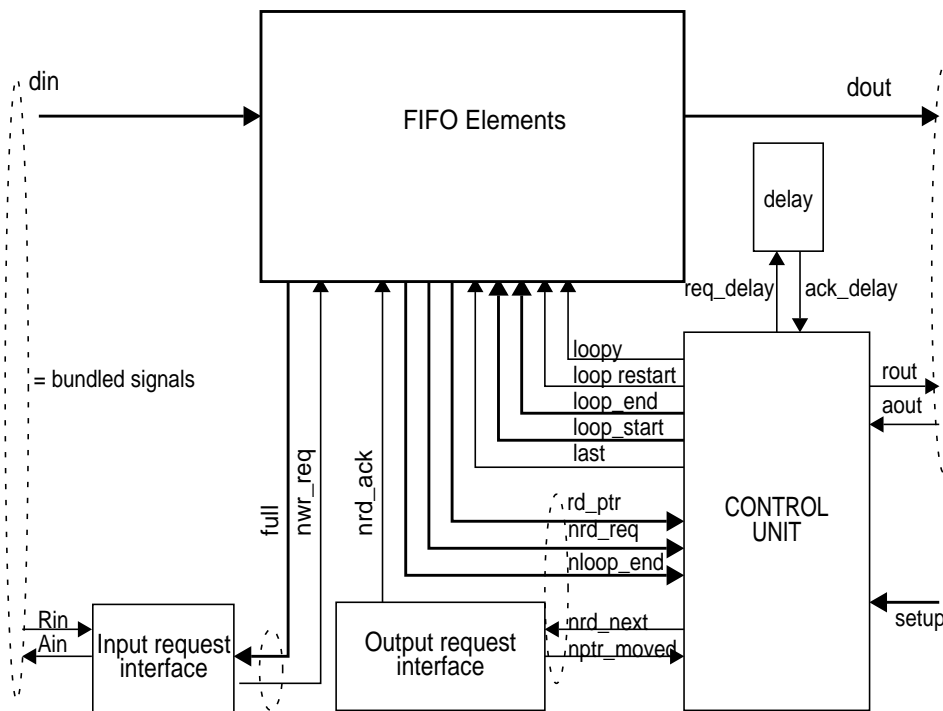 din
FIFO Elements
dout
delay
req_delay
ack_delay
loopy
loop restart
loop_end
loop_start
last
= bundled signals
rout
aout
full
nwr_req
nrd_ack
rd_ptr
nrd_req
nloop_end
CONTROL
UNIT
Rin
Ain
Input request
interface
Output request
interface
nrd_next
nptr_moved
setup